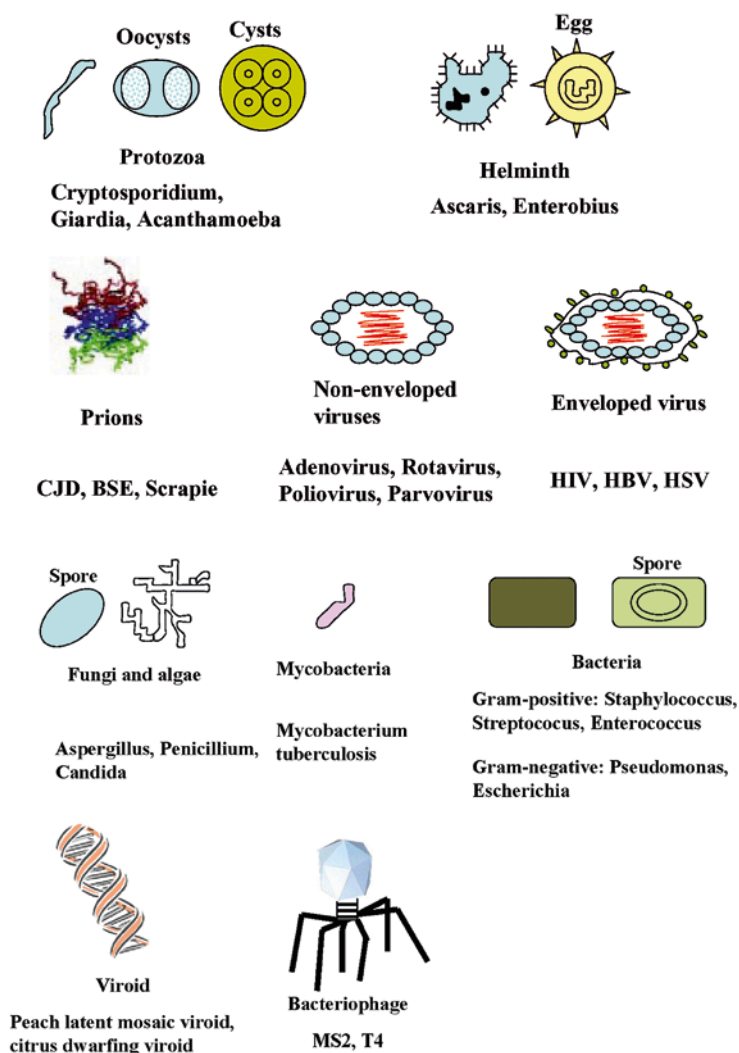 Oocysts
Cysts
Protozoa
Cryptosporidium,
Giardia, Acanthamoeba
Egg
Helminth
Ascaris, Enterobius
Prions
CJD, BSE, Scrapie
Non-enveloped
viruses
Adenovirus, Rotavirus,
Poliovirus, Parvovirus
Enveloped virus
HIV, HBV, HSV
Spore
Fungi and algae
Aspergillus, Penicillium,
Candida
Mycobacteria
Mycobacterium
tuberculosis
Spore
Bacteria
Gram-positive: Staphylococcus,
Streptococus, Enterococcus
Gram-negative: Pseudomonas,
Escherichia
Viroid
Peach latent mosaic viroid,
citrus dwarfing viroid
Bacteriophage
MS2, T4